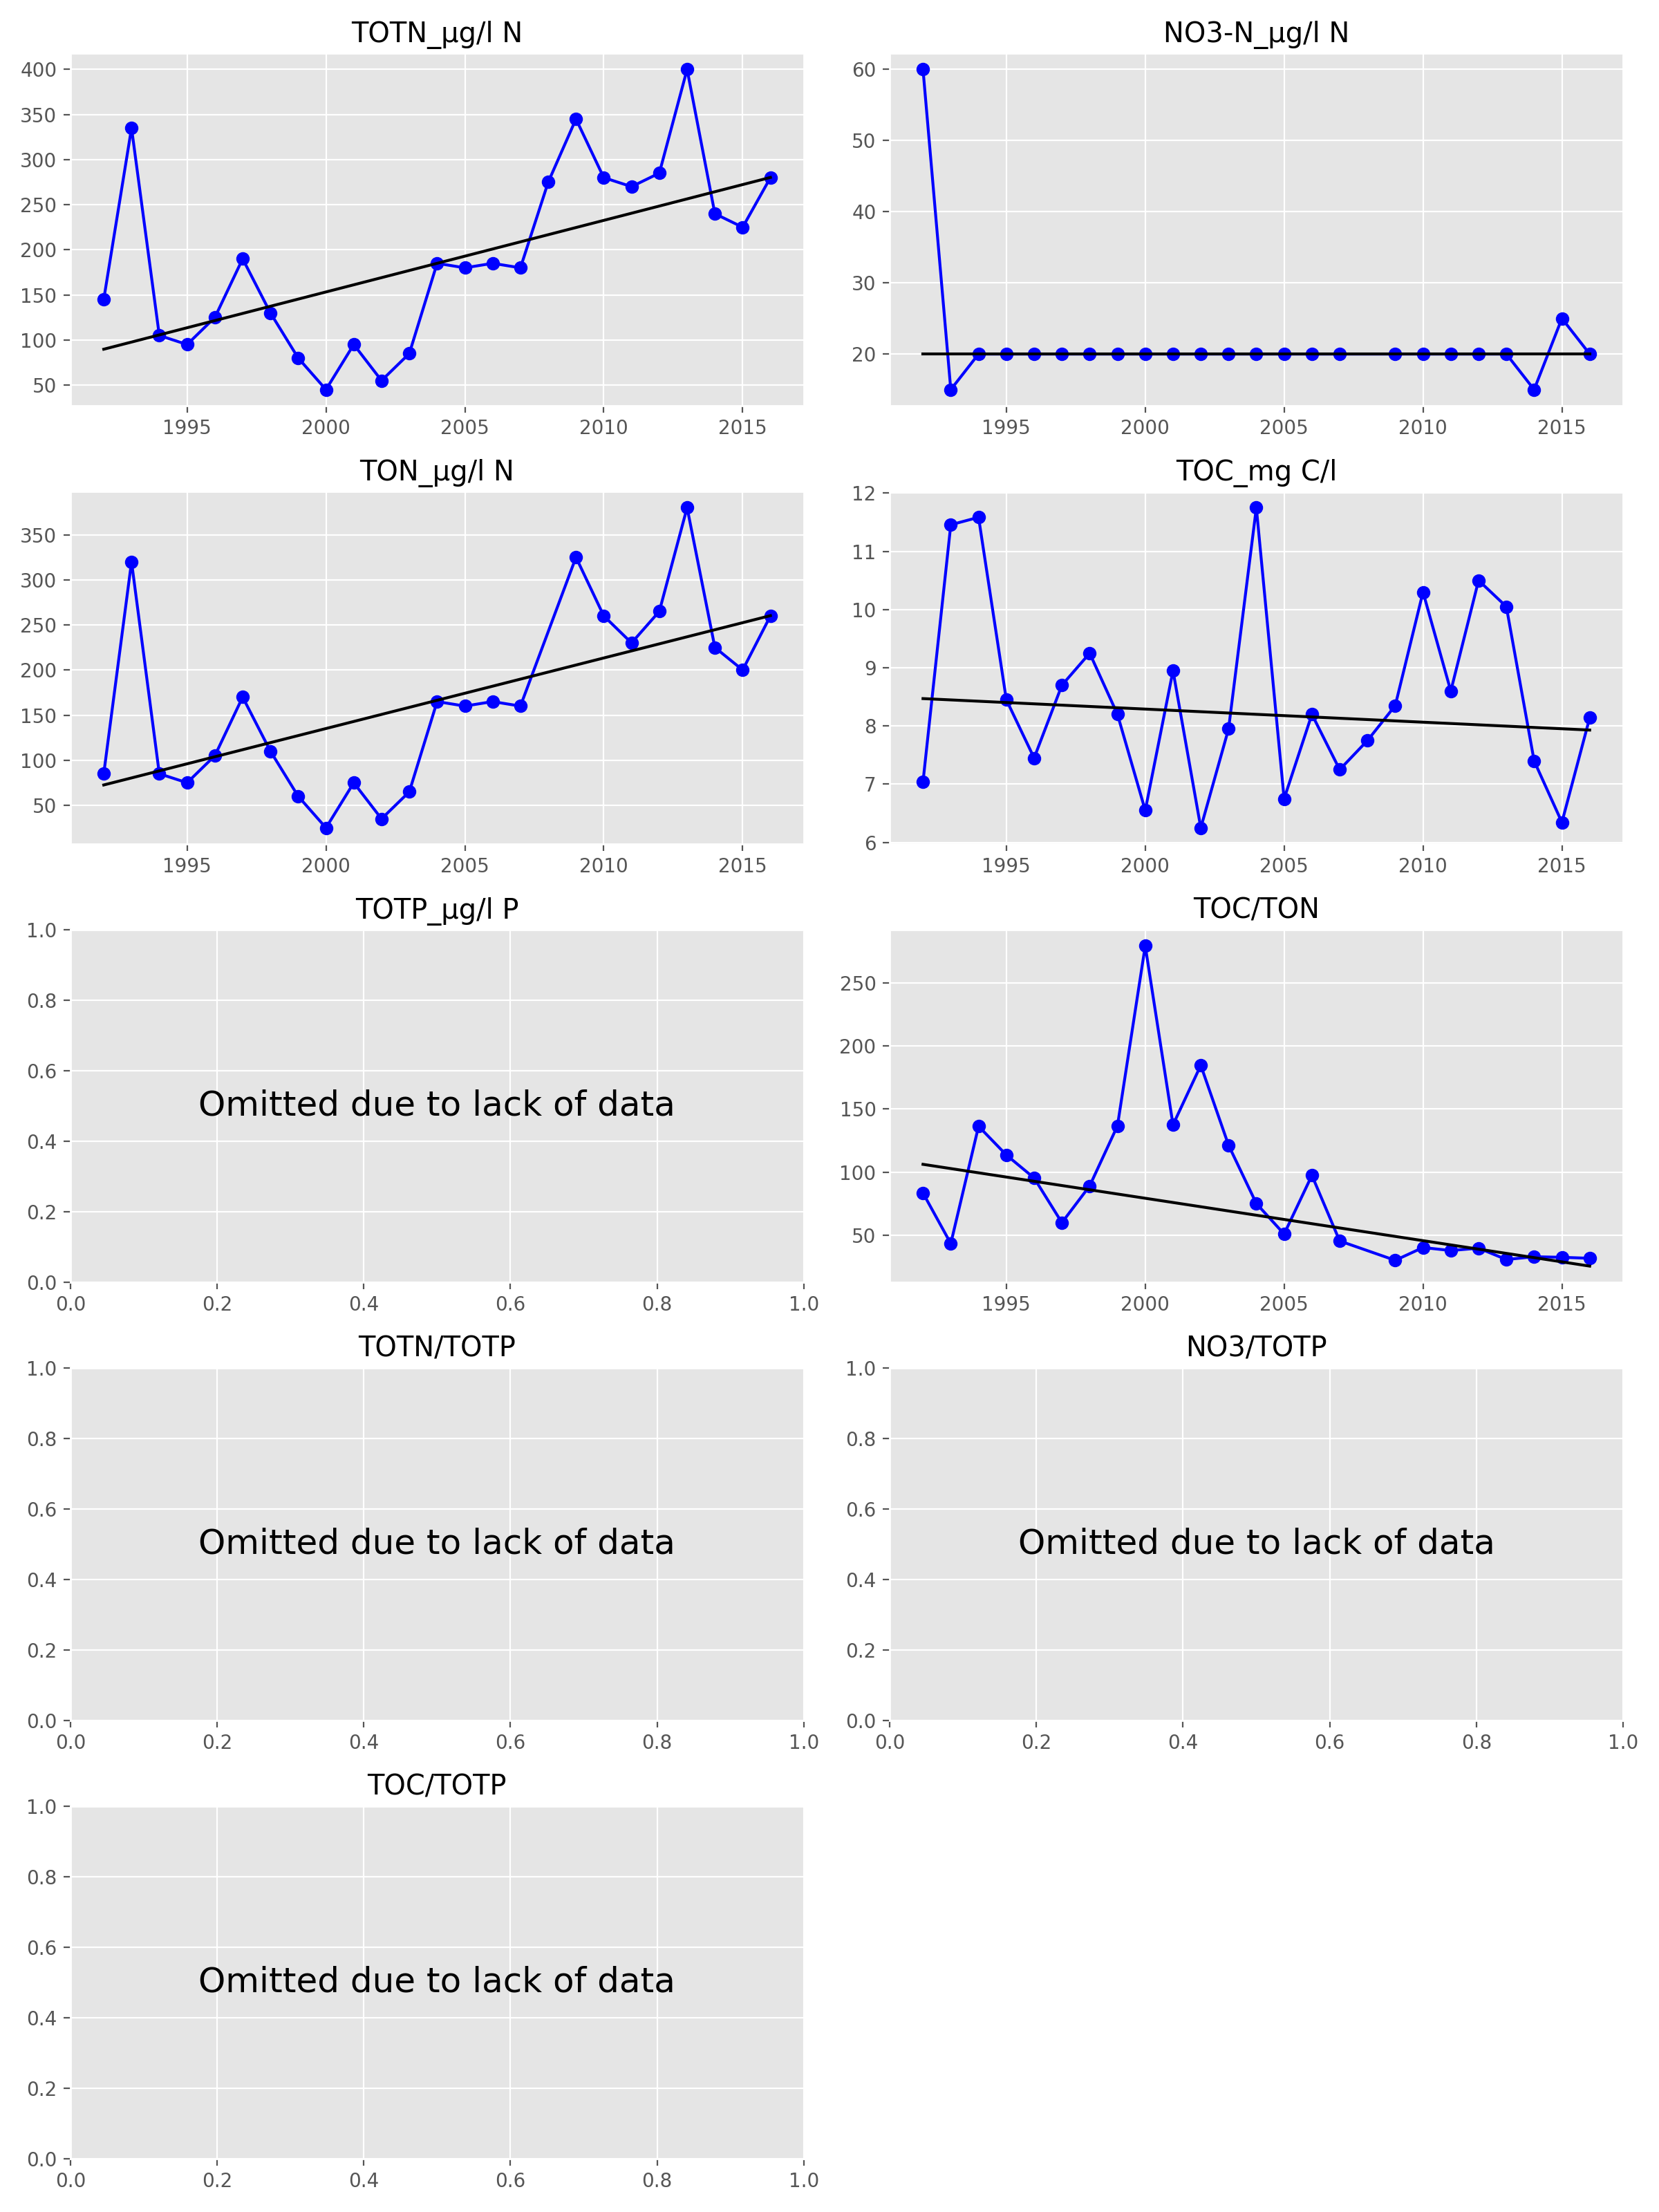 TOTN_µg/l N
400
350
300
250
200
150
100
50
1995 2000 2005 2010 2015
NO3-N_µg/l N
60
50
40
30
20
1995 2000 2005 2010 2015
TON_µg/l N
350
300
250
200
150
100
50
1995 2000 2005 2010 2015
TOC_mg C/l
12
11
10
9
8
7
6
1995 2000 2005 2010 2015
TOTP_µg/l P
1.0
0.8
0.6
Omitted due to lack of data
0.4
0.2
0.0
0.0 0.2 0.4 0.6 0.8 1.0
TOC/TON
250
200
150
100
50
1995 2000 2005 2010 2015
TOTN/TOTP
1.0
0.8
0.6
Omitted due to lack of data
0.4
0.2
0.0
0.0 0.2 0.4 0.6 0.8 1.0
NO3/TOTP
1.0
0.8
0.6
Omitted due to lack of data
0.4
0.2
0.0
0.0 0.2 0.4 0.6 0.8 1.0
TOC/TOTP
1.0
0.8
0.6
Omitted due to lack of data
0.4
0.2
0.0
0.0 0.2 0.4 0.6 0.8 1.0